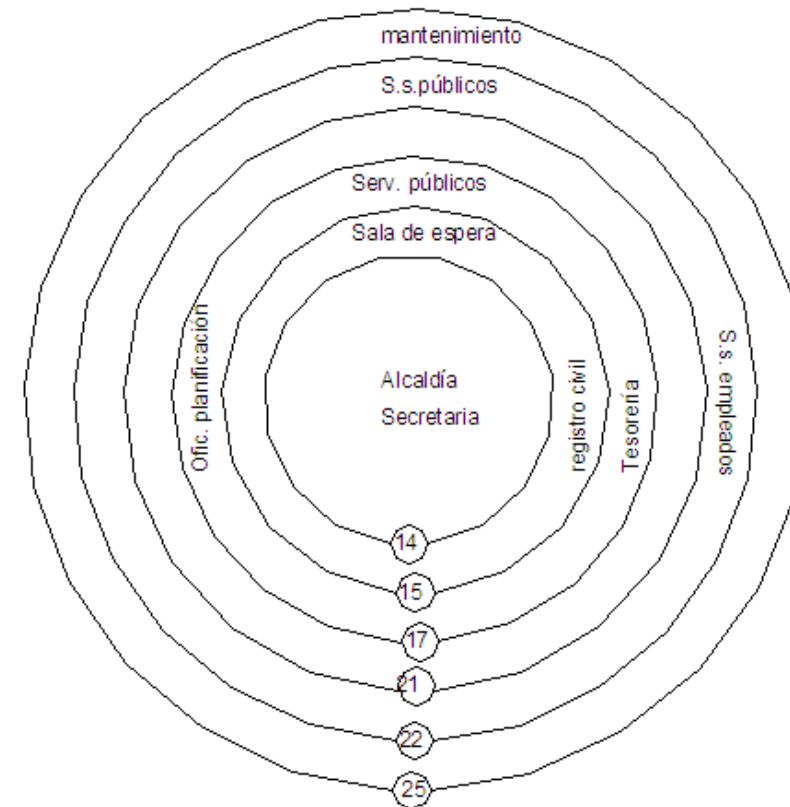 mantenimiento
S.s.públicos
Serv. públicos
Sala de espera
Ofic. planificación
Alcaldía
Secretaria
registro civil
Tesorería
S.s. empleados
14
15
17
21
22
25